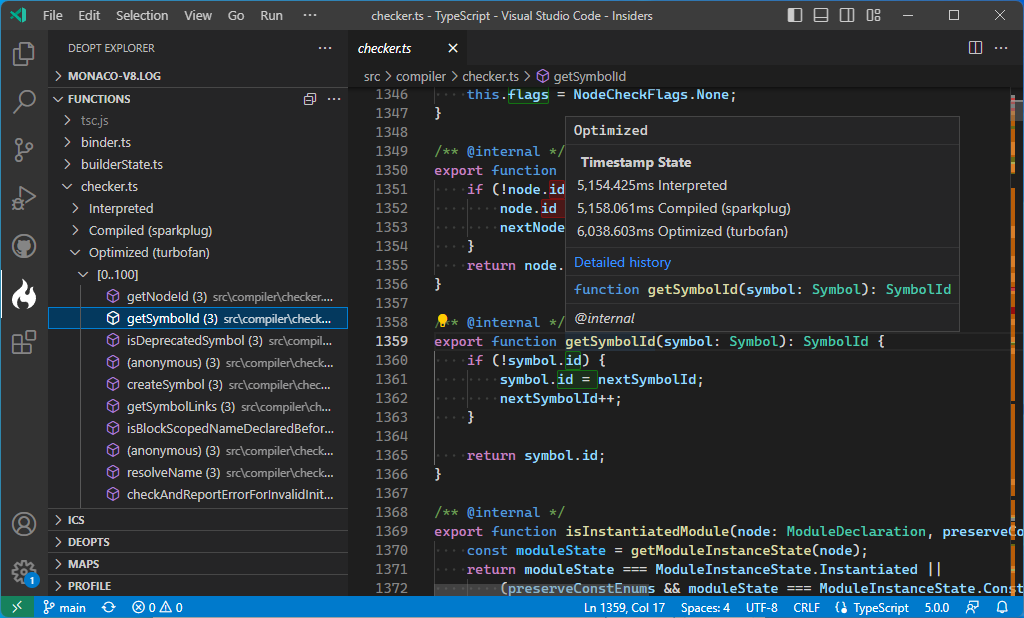 File Edit Selection View Go Run ··· checker.ts - TypeScript - Visual Studio Code - Insiders
DEOPT EXPLORER ···
MONACO-V8.LOG
FUNCTIONS ···
tsc.js
binder.ts
builderState.ts
checker.ts
Interpreted
Compiled (sparkplug)
Optimized (turbofan)
[0..100]
getNodeId (3) src\compiler\checker....
getSymbolId (3) src\compiler\check...
isDeprecatedSymbol (3) src\compil...
(anonymous) (3) src\compiler\check...
createSymbol (3) src\compiler\chec...
getSymbolLinks (3) src\compiler\ch...
isBlockScopedNameDeclaredBefor...
(anonymous) (3) src\compiler\check...
resolveName (3) src\compiler\chec...
checkAndReportErrorForInvalidInit...
ICS
DEOPTS
MAPS
PROFILE
1
checker.ts ···
src > compiler > checker.ts > getSymbolId
1346 this.flags = NodeCheckFlags.None;
1347 }
1348
1349 /** @internal */
1350 export function
1351 if (!node.id
1352 node.id
1353 nextNode
1354 }
1355 return node.
1356 }
1357
1358 /** @internal */
1359 export function getSymbolId(symbol: Symbol): SymbolId {
1360 if (!symbol.id) {
1361 symbol.id = nextSymbolId;
1362 nextSymbolId++;
1363 }
1364
1365 return symbol.id;
1366 }
1367
1368 /** @internal */
1369 export function isInstantiatedModule(node: ModuleDeclaration, preserveCo
1370 const moduleState = getModuleInstanceState(node);
1371 return moduleState === ModuleInstanceState.Instantiated ||
1372 (preserveConstEnums && moduleState === ModuleInstanceState.Const
Optimized
Timestamp State
5,154.425ms Interpreted
5,158.061ms Compiled (sparkplug)
6,038.603ms Optimized (turbofan)
Detailed history
function getSymbolId(symbol: Symbol): SymbolId
@internal
main 0 0 Ln 1359, Col 17 Spaces: 4 UTF-8 CRLF {} TypeScript 5.0.0